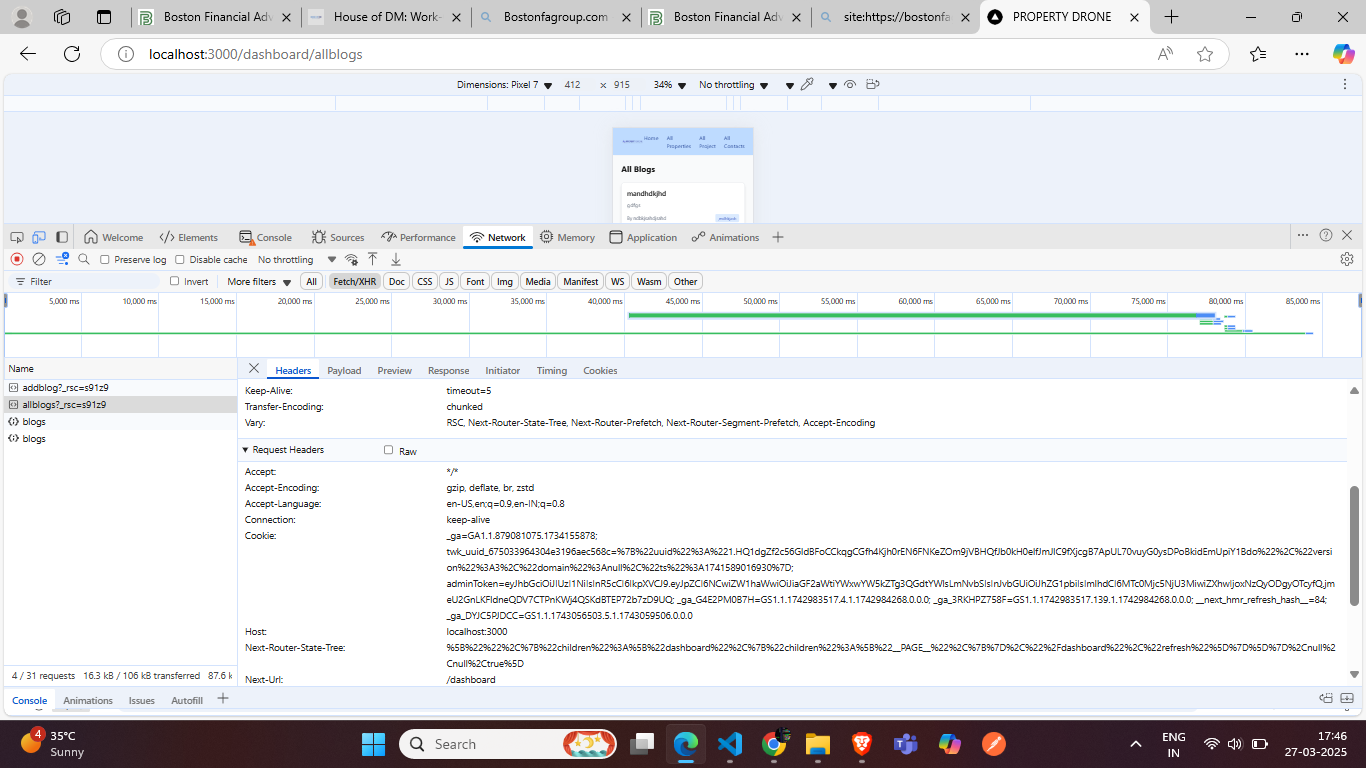 Boston Financial Adv
House of DM: Work-
Bostonfagroup.com
Boston Financial Adv
site:https://bostonfa
PROPERTY DRONE
localhost:3000/dashboard/allblogs
Dimensions: Pixel 7 412 × 915 34% No throttling
Home All Properties All Project All Contacts
All Blogs
mandhdkjhd
gdfgs
Welcome Elements Console Sources Performance Network Memory Application Animations
Preserve log Disable cache No throttling
Filter Invert More filters All Fetch/XHR Doc CSS JS Font Img Media Manifest WS Wasm Other
5,000 ms 10,000 ms 15,000 ms 20,000 ms 25,000 ms 30,000 ms 35,000 ms 40,000 ms 45,000 ms 50,000 ms 55,000 ms 60,000 ms 65,000 ms 70,000 ms 75,000 ms 80,000 ms 85,000 ms
Name
addblog?_rsc=s91z9
allblogs?_rsc=s91z9
blogs
blogs
Headers Payload Preview Response Initiator Timing Cookies
Keep-Alive: timeout=5
Transfer-Encoding: chunked
Vary: RSC, Next-Router-State-Tree, Next-Router-Prefetch, Next-Router-Segment-Prefetch, Accept-Encoding
Request Headers Raw
Accept: */*
Accept-Encoding: gzip, deflate, br, zstd
Accept-Language: en-US,en;q=0.9,en-IN;q=0.8
Connection: keep-alive
Cookie: _ga=GA1.1.879081075.1734155878;
version%22%3A3%2C%22domain%22%3Anull%2C%22ts%22%3A1741589016930%7D;
_ga_G4E2PM0B7H=GS1.1.1742983517.4.1.1742984268.0.0.0; _ga_3RKHPZ758F=GS1.1.1742983517.139.1.1742984268.0.0.0; __next_hmr_refresh_hash__=84;
_ga_DYJC5PJDCC=GS1.1.1743056503.5.1.1743059506.0.0.0
Host: localhost:3000
Next-Router-State-Tree: %5B%22%22%2C%7B%22children%22%3A%5B%22dashboard%22%2C%7B%22children%22%3A%5B%22__PAGE__%22%2C%7B%7D%2C%22%2Fdashboard%22%2C%22refresh%22%5D%7D%5D%7D%2Cnull%2
Cnull%2Ctrue%5D
Next-Url: /dashboard
4 / 31 requests 16.3 kB / 106 kB transferred 87.6 k
Console Animations Issues Autofill
4
35°C
Sunny
Search
ENG
IN
17:46
27-03-2025